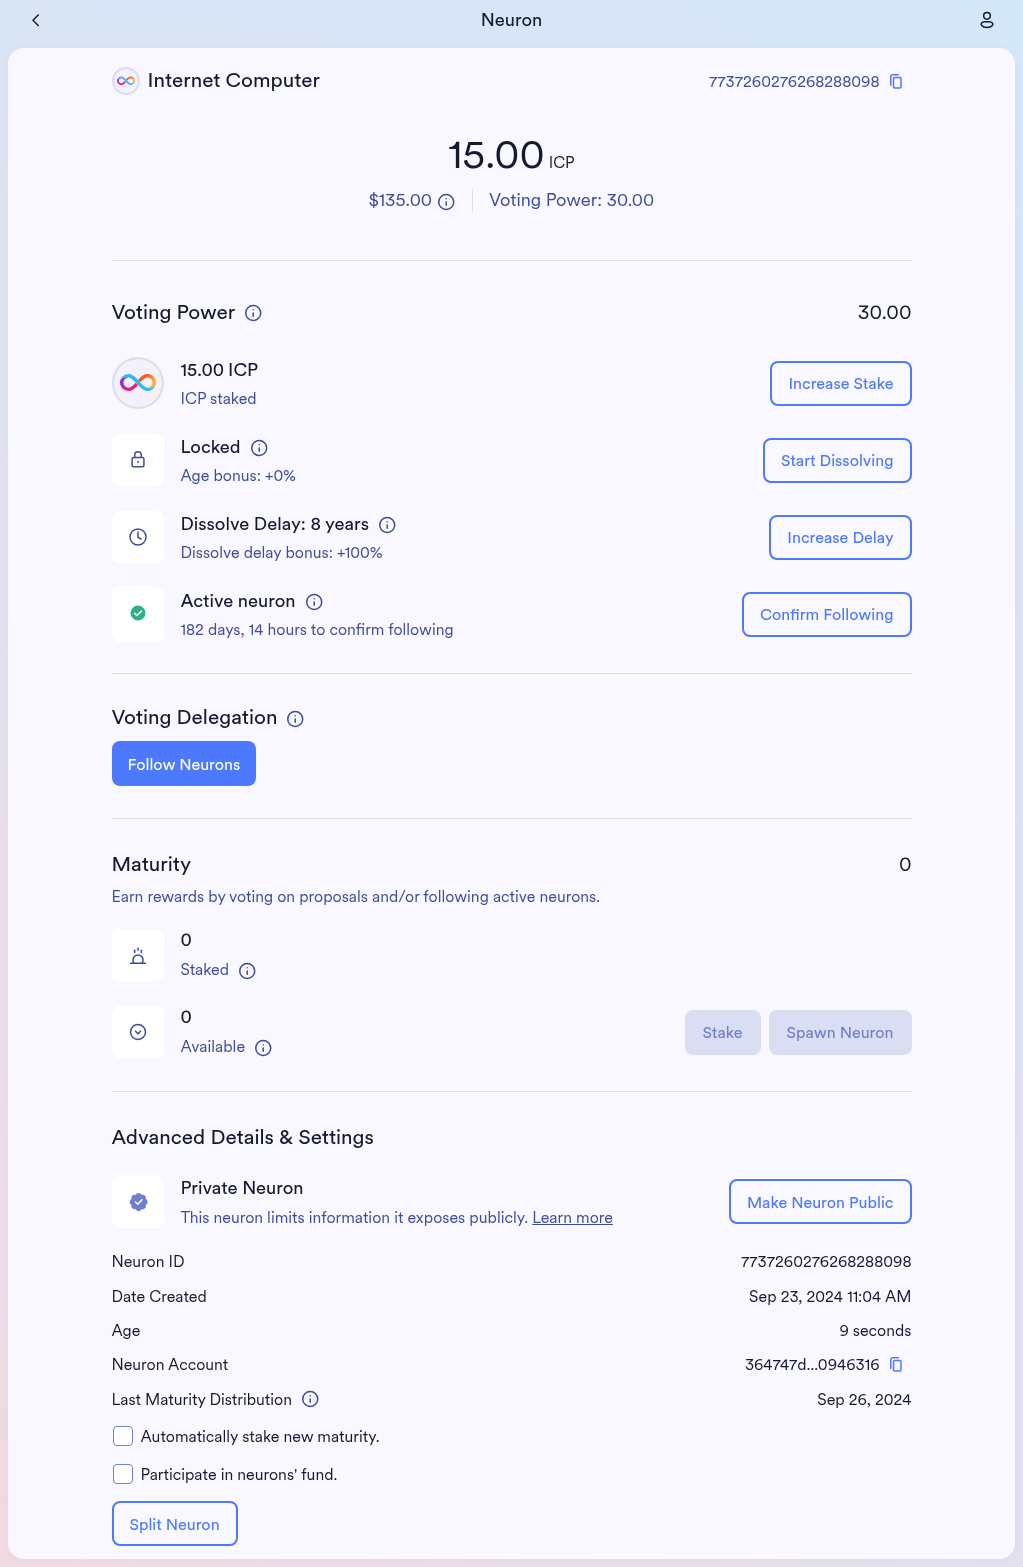 Neuron
Internet Computer 7737260276268288098
15.00 ICP
$135.00 Voting Power: 30.00
Voting Power 30.00
15.00 ICP
ICP staked
Increase Stake
Locked
Age bonus: +0%
Start Dissolving
Dissolve Delay: 8 years
Dissolve delay bonus: +100%
Increase Delay
Active neuron
182 days, 14 hours to confirm following
Confirm Following
Voting Delegation
Follow Neurons
Maturity 0
Earn rewards by voting on proposals and/or following active neurons.
0
Staked
0
Available
Stake Spawn Neuron
Advanced Details & Settings
Private Neuron
This neuron limits information it exposes publicly. Learn more
Make Neuron Public
Neuron ID 7737260276268288098
Date Created Sep 23, 2024 11:04 AM
Age 9 seconds
Neuron Account 364747d...0946316
Last Maturity Distribution Sep 26, 2024
Automatically stake new maturity.
Participate in neurons' fund.
Split Neuron